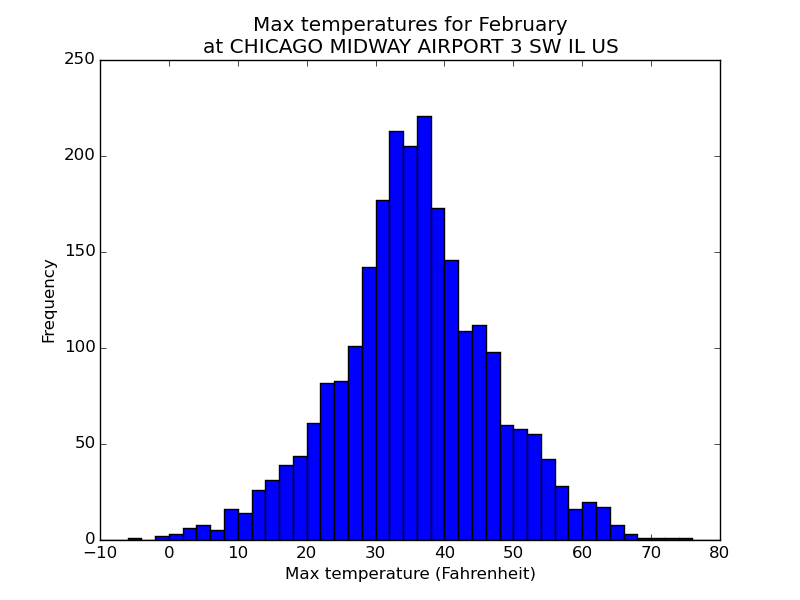 Max temperatures for February
at CHICAGO MIDWAY AIRPORT 3 SW IL US
250
200
150
100
50
0
Frequency
−10 0 10 20 30 40 50 60 70 80
Max temperature (Fahrenheit)